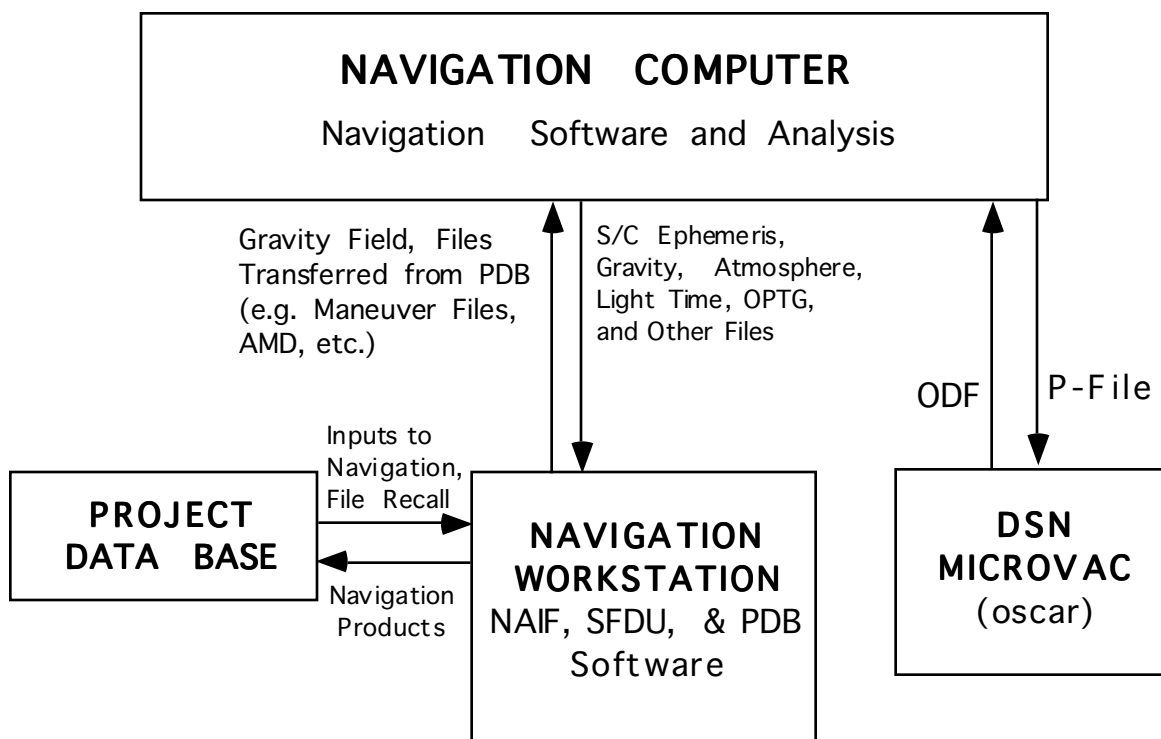 NAVIGATION COMPUTER
Navigation Software and Analysis
Gravity Field, Files
Transferred from PDB
(e.g. Maneuver Files,
AMD, etc.)
S/C Ephemeris,
Gravity, Atmosphere,
Light Time, OPTG,
and Other Files
ODF
P-File
Inputs to
Navigation,
File Recall
PROJECT
DATA BASE
Navigation
Products
NAVIGATION
WORKSTATION
NAIF, SFDU, & PDB
Software
DSN
MICROVAC
(oscar)